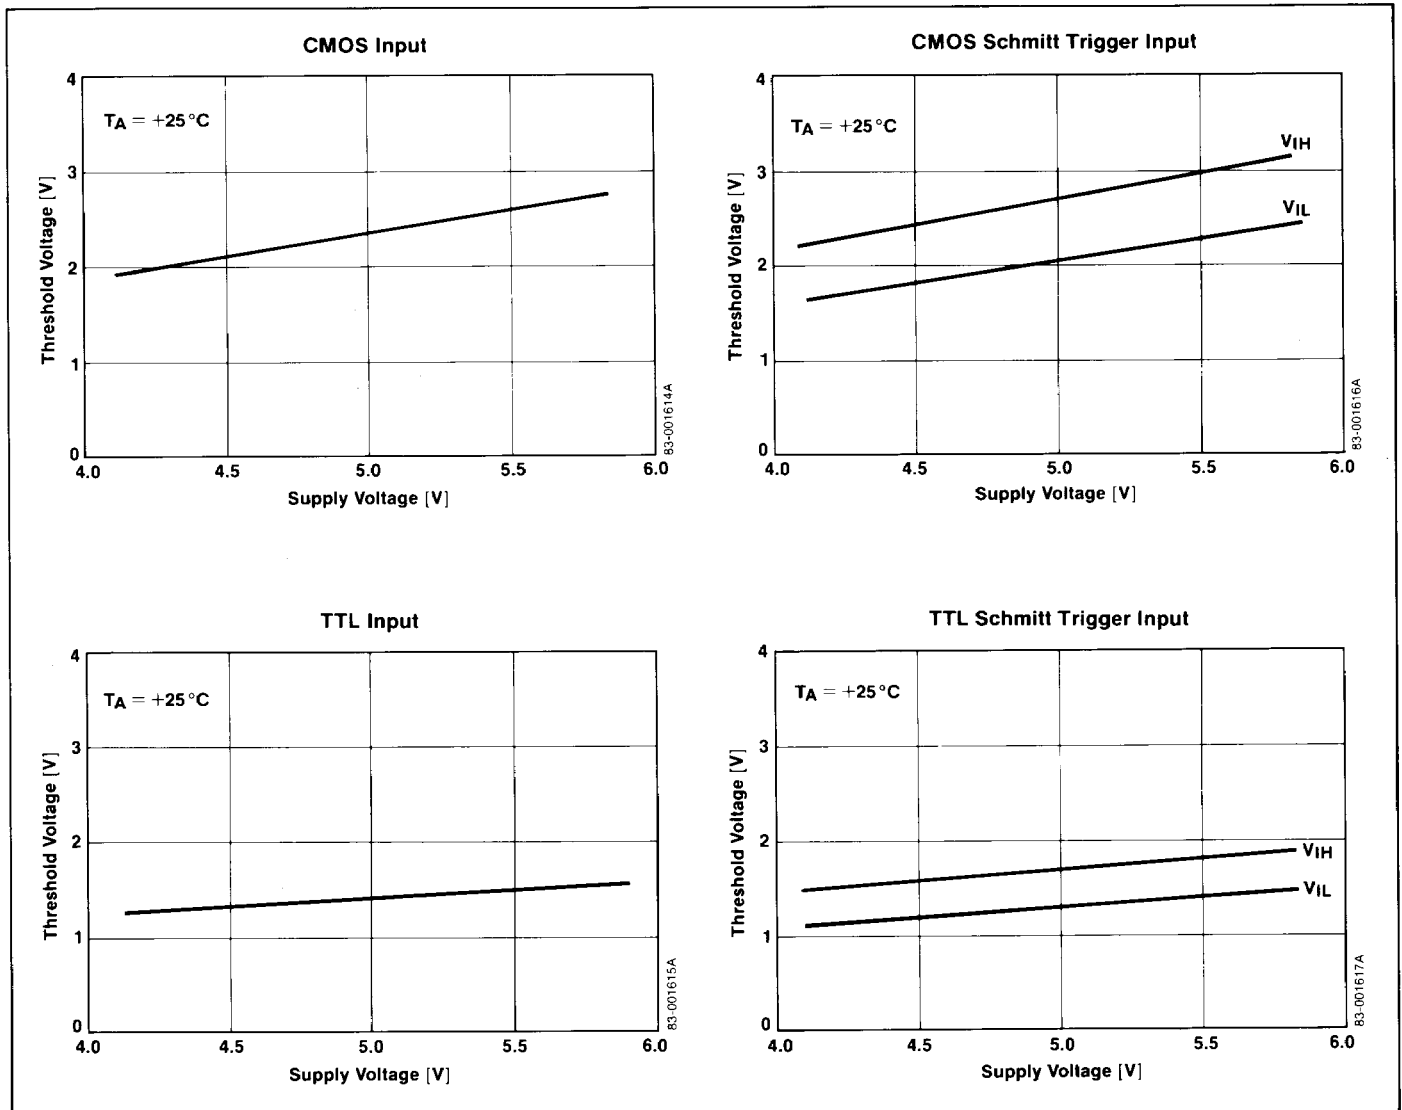 CMOS Input
4
3
2
1
0
Threshold Voltage [V]
TA = +25°C
4.0 4.5 5.0 5.5 6.0
Supply Voltage [V]
83-001614A
CMOS Schmitt Trigger Input
4
3
2
1
0
Threshold Voltage [V]
TA = +25°C
VIH
VIL
4.0 4.5 5.0 5.5 6.0
Supply Voltage [V]
83-001616A
TTL Input
4
3
2
1
0
Threshold Voltage [V]
TA = +25°C
4.0 4.5 5.0 5.5 6.0
Supply Voltage [V]
83-001615A
TTL Schmitt Trigger Input
4
3
2
1
0
Threshold Voltage [V]
TA = +25°C
VIH
VIL
4.0 4.5 5.0 5.5 6.0
Supply Voltage [V]
83-001617A